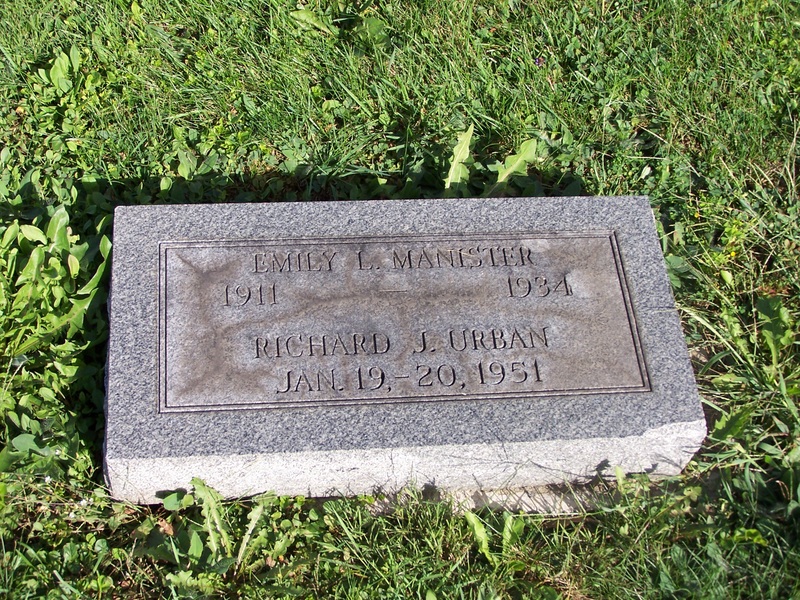 EMILY L. MANISTER
1911 — 1934
RICHARD J. URBAN
JAN. 19,-20, 1951